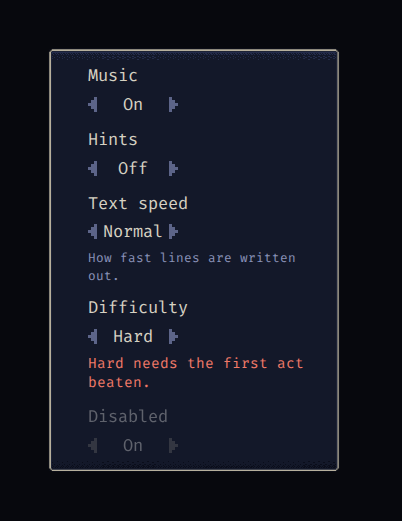 Music
On
Hints
Off
Text speed
Normal
How fast lines are written
out.
Difficulty
Hard
Hard needs the first act
beaten.
Disabled
On